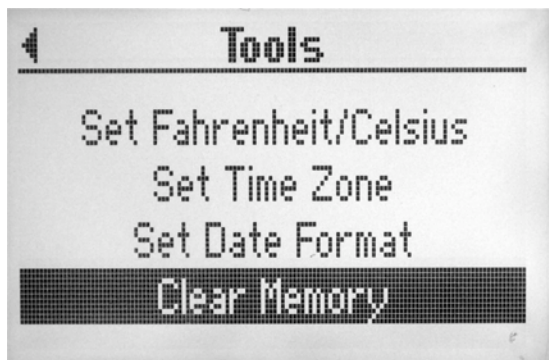 Tools
Set Fahrenheit/Celsius
Set Time Zone
Set Date Format
Clear Memory